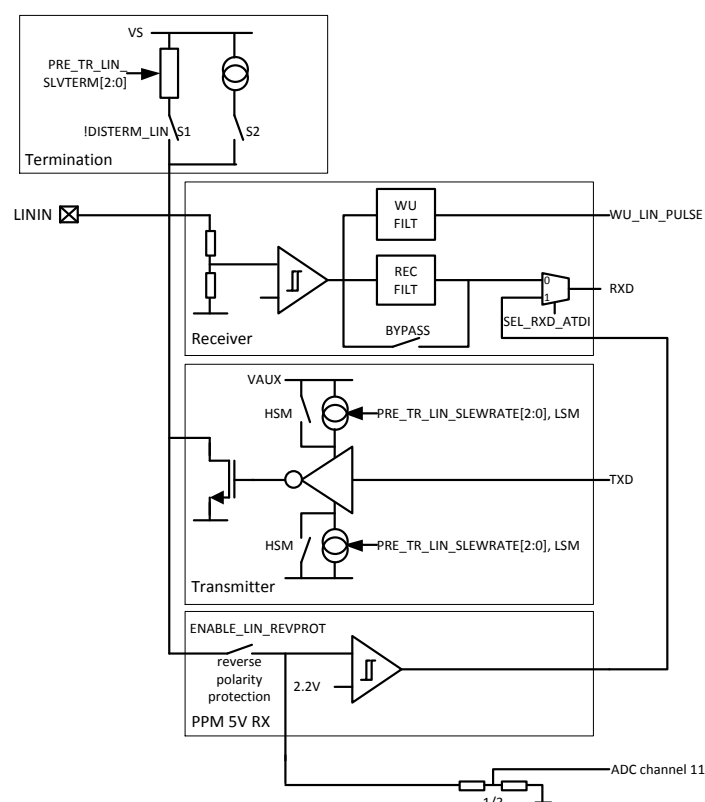 VS
PRE_TR_LIN_
SLVTERM[2:0]
!DISTERM_LIN
S1
S2
Termination
LININ
WU
FILT
WU_LIN_PULSE
REC
FILT
0
1
RXD
SEL_RXD_ATDI
BYPASS
Receiver
VAUX
HSM
PRE_TR_LIN_SLEWRATE[2:0], LSM
TXD
HSM
PRE_TR_LIN_SLEWRATE[2:0], LSM
Transmitter
ENABLE_LIN_REVPROT
reverse
polarity
protection
2.2V
PPM 5V RX
ADC channel 11
1/2